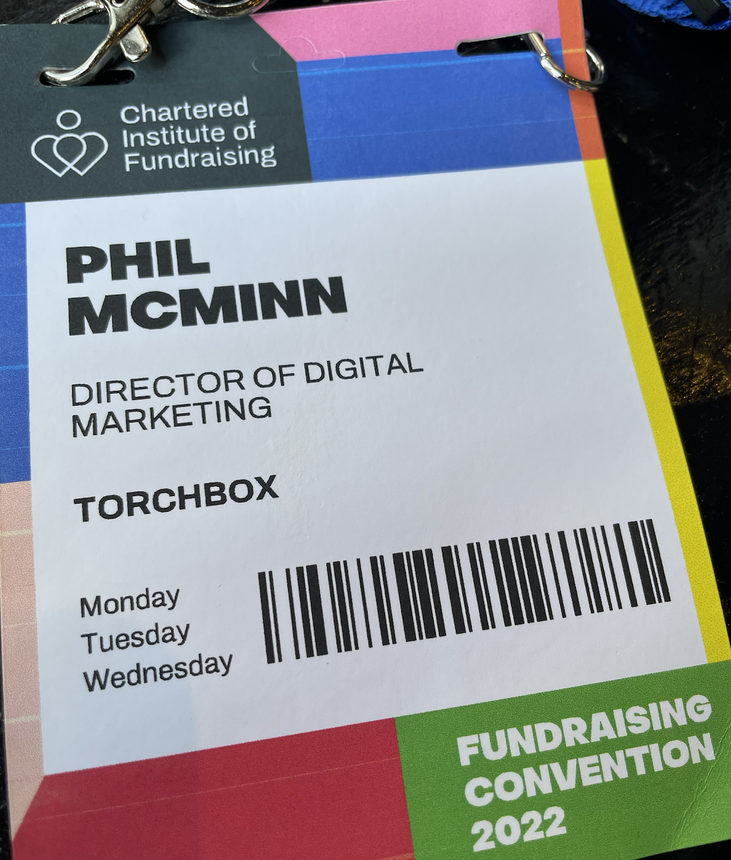 Chartered
Institute of
Fundraising
PHIL
MCMINN
DIRECTOR OF DIGITAL
MARKETING
TORCHBOX
Monday
Tuesday
Wednesday
FUNDRAISING
CONVENTION
2022